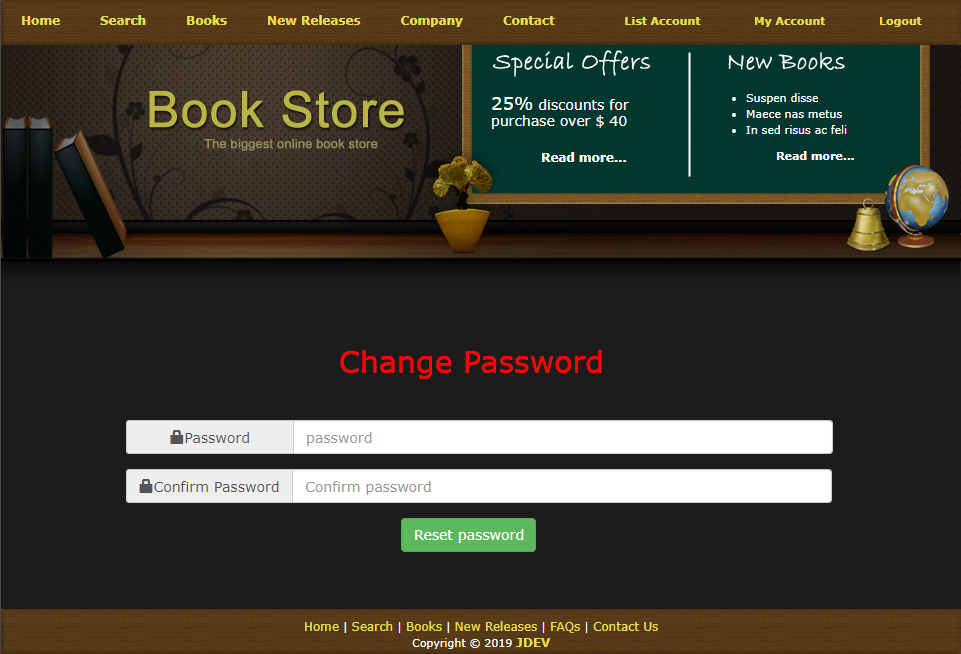 Home Search Books New Releases Company Contact List Account My Account Logout
Book Store
The biggest online book store
Special Offers
25% discounts for
purchase over $ 40
Read more...
New Books
Suspen disse
Maece nas metus
In sed risus ac feli
Read more...
Change Password
Password password
Confirm Password Confirm password
Reset password
Home | Search | Books | New Releases | FAQs | Contact Us
Copyright © 2019 JDEV